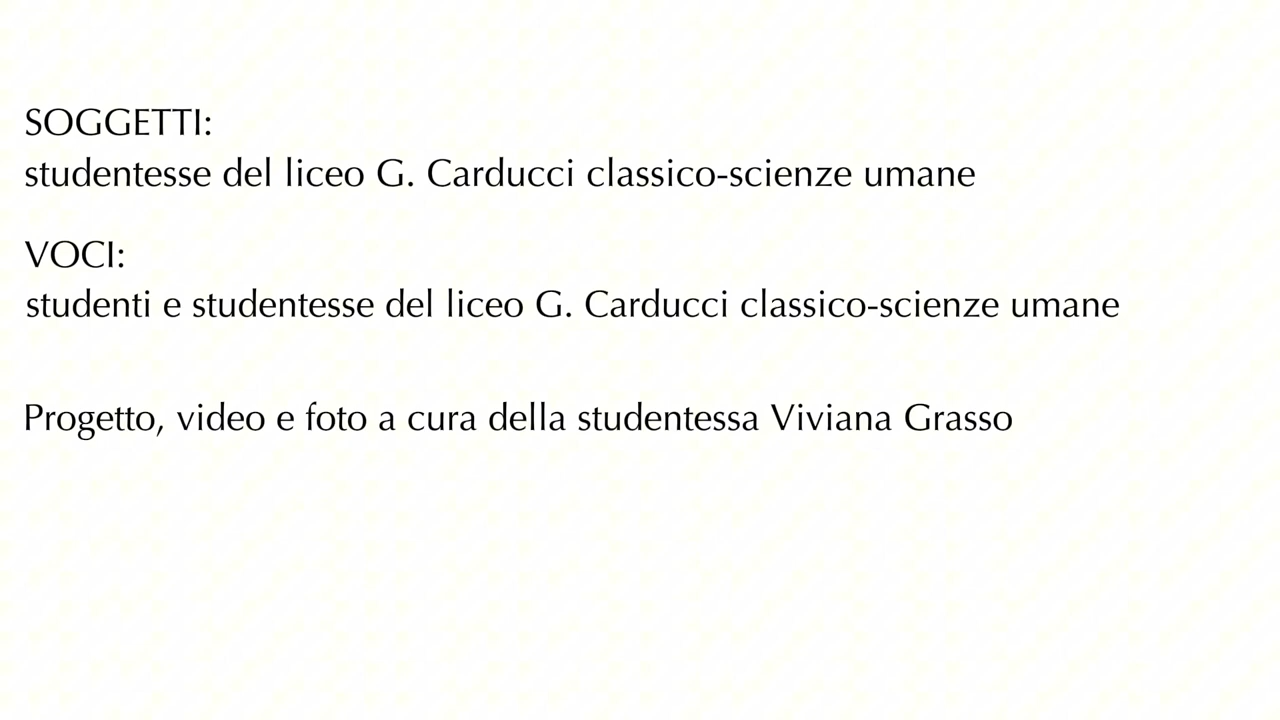 SOGGETTI:
studentesse del liceo G. Carducci classico-scienze umane
VOCI:
studenti e studentesse del liceo G. Carducci classico-scienze umane
Progetto, video e foto a cura della studentessa Viviana Grasso